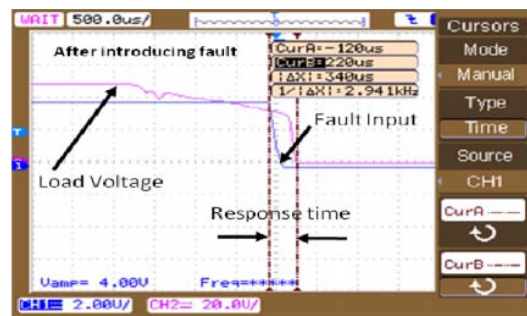 WAIT 500.0us/
Cursors
After introducing fault
CurA=-120us
CurB=220us
|ΔX|=340us
1/|ΔX|=2.941kHz
Mode
Manual
Type
Time
Source
CH1
Fault Input
Load Voltage
Response time
CurA
CurB
Vamp= 4.00V Freq=*****
CH1= 2.00V/ CH2= 20.0V/